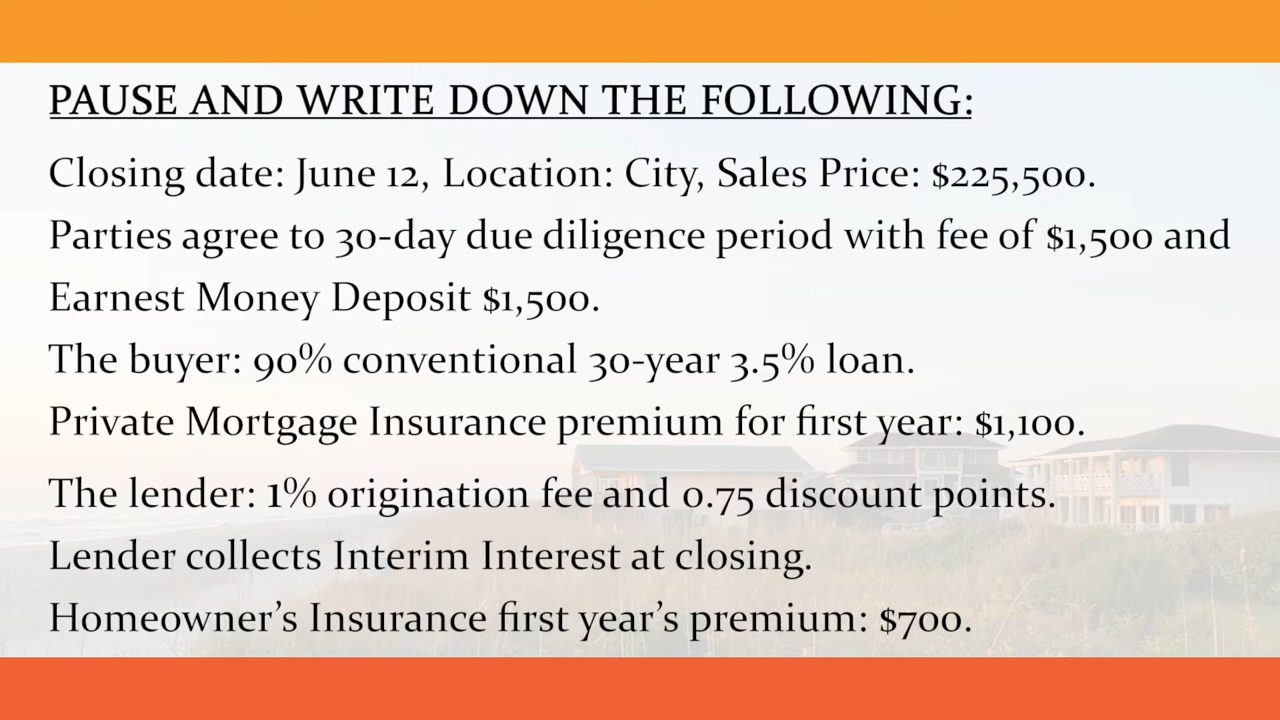 PAUSE AND WRITE DOWN THE FOLLOWING:
Closing date: June 12, Location: City, Sales Price: $225,500.
Parties agree to 30-day due diligence period with fee of $1,500 and
Earnest Money Deposit $1,500.
The buyer: 90% conventional 30-year 3.5% loan.
Private Mortgage Insurance premium for first year: $1,100.
The lender: 1% origination fee and 0.75 discount points.
Lender collects Interim Interest at closing.
Homeowner’s Insurance first year’s premium: $700.